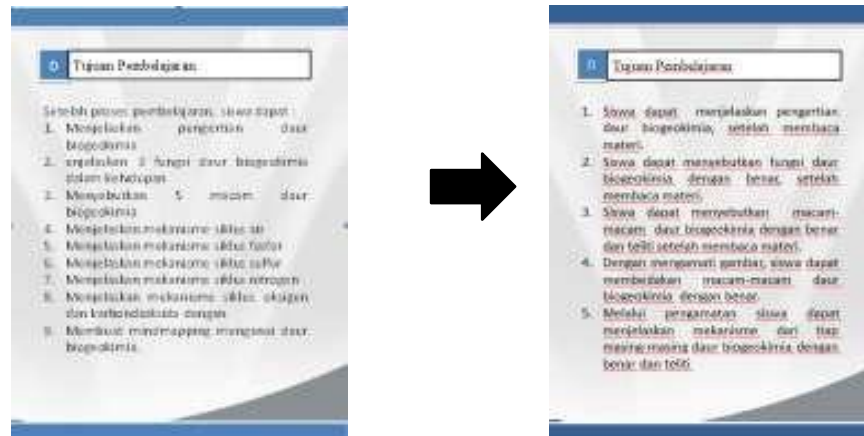 D Tujuan Pembelajaran
Setelah proses pembelajaran, siswa dapat :
1. Menjelaskan pengertian daur
biogeokimia
2. enjelaskan 3 fungsi daur biogeokimia
dalam kehidupan
3. Menyebutkan 5 macam daur
biogeokimia
4. Menjelaskan mekanisme siklus air
5. Menjelaskan mekanisme siklus fosfor
6. Menjelaskan mekanisme siklus sulfur
7. Menjelaskan mekanisme siklus nitrogen
8. Menjelaskan mekanisme siklus oksigen
dan karbondioksida dengan
9. Membuat mindmapping mengenai daur
biogeokimia.
D Tujuan Pembelajaran
1. Siswa dapat menjelaskan pengertian
daur biogeokimia, setelah membaca
materi.
2. Siswa dapat menyebutkan fungsi daur
biogeokimia dengan benar, setelah
membaca materi.
3. Siswa dapat menyebutkan macam-
macam daur biogeokimia dengan benar
dan teliti setelah membaca materi.
4. Dengan mengamati gambar, siswa dapat
membedakan macam-macam daur
biogeokimia dengan benar.
5. Melalui pengamatan siswa dapat
menjelaskan mekanisme dari tiap
masing-masing daur biogeokimia dengan
benar dan teliti.